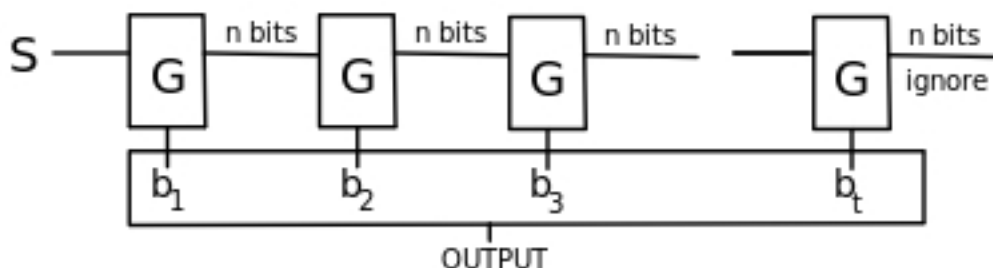 n bits n bits n bits n bits
S G G G G ignore
b1 b2 b3 bt
OUTPUT